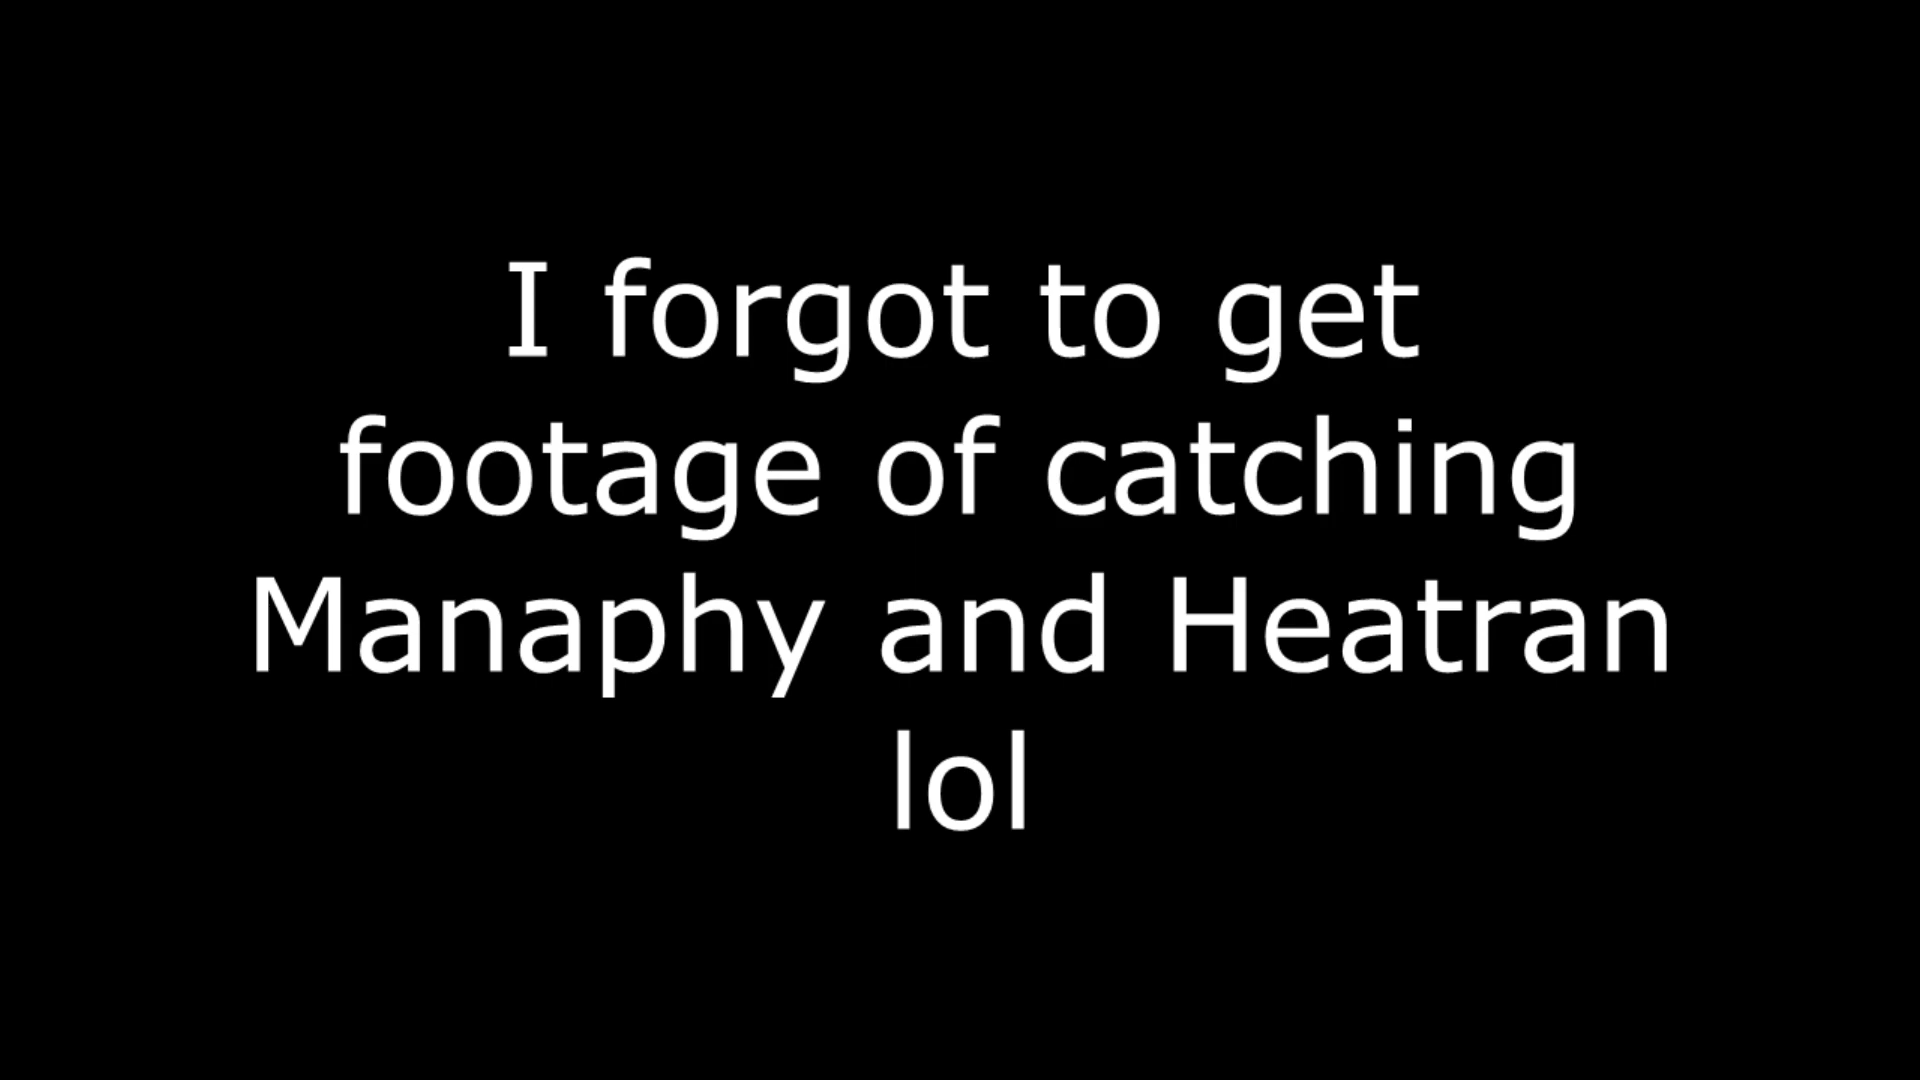 I forgot to get
footage of catching
Manaphy and Heatran
lol